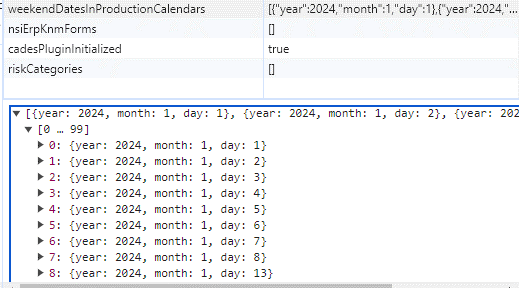 weekendDatesInProductionCalendars [{"year":2024,"month":1,"day":1},{"year":2024,"...
nsiErpKnmForms []
cadesPluginInitialized true
riskCategories []
[{year: 2024, month: 1, day: 1}, {year: 2024, month: 1, day: 2}, {year: 202
[0 … 99]
0: {year: 2024, month: 1, day: 1}
1: {year: 2024, month: 1, day: 2}
2: {year: 2024, month: 1, day: 3}
3: {year: 2024, month: 1, day: 4}
4: {year: 2024, month: 1, day: 5}
5: {year: 2024, month: 1, day: 6}
6: {year: 2024, month: 1, day: 7}
7: {year: 2024, month: 1, day: 8}
8: {year: 2024, month: 1, day: 13}